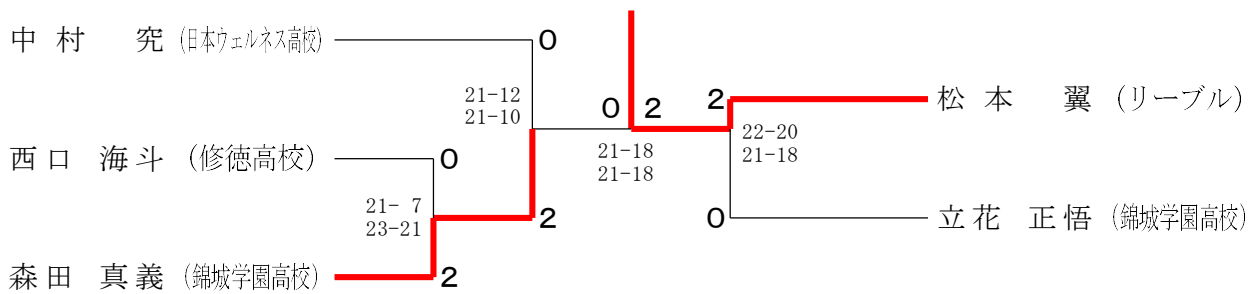 中村 究 (日本ウェルネス高校)
0
21-12
21-10
0 2 2
松本 翼 (リーブル)
22-20
21-18
21-18
21-18
西口 海斗 (修徳高校)
0
21- 7
23-21
2
0
立花 正悟 (錦城学園高校)
森田 真義 (錦城学園高校)
2